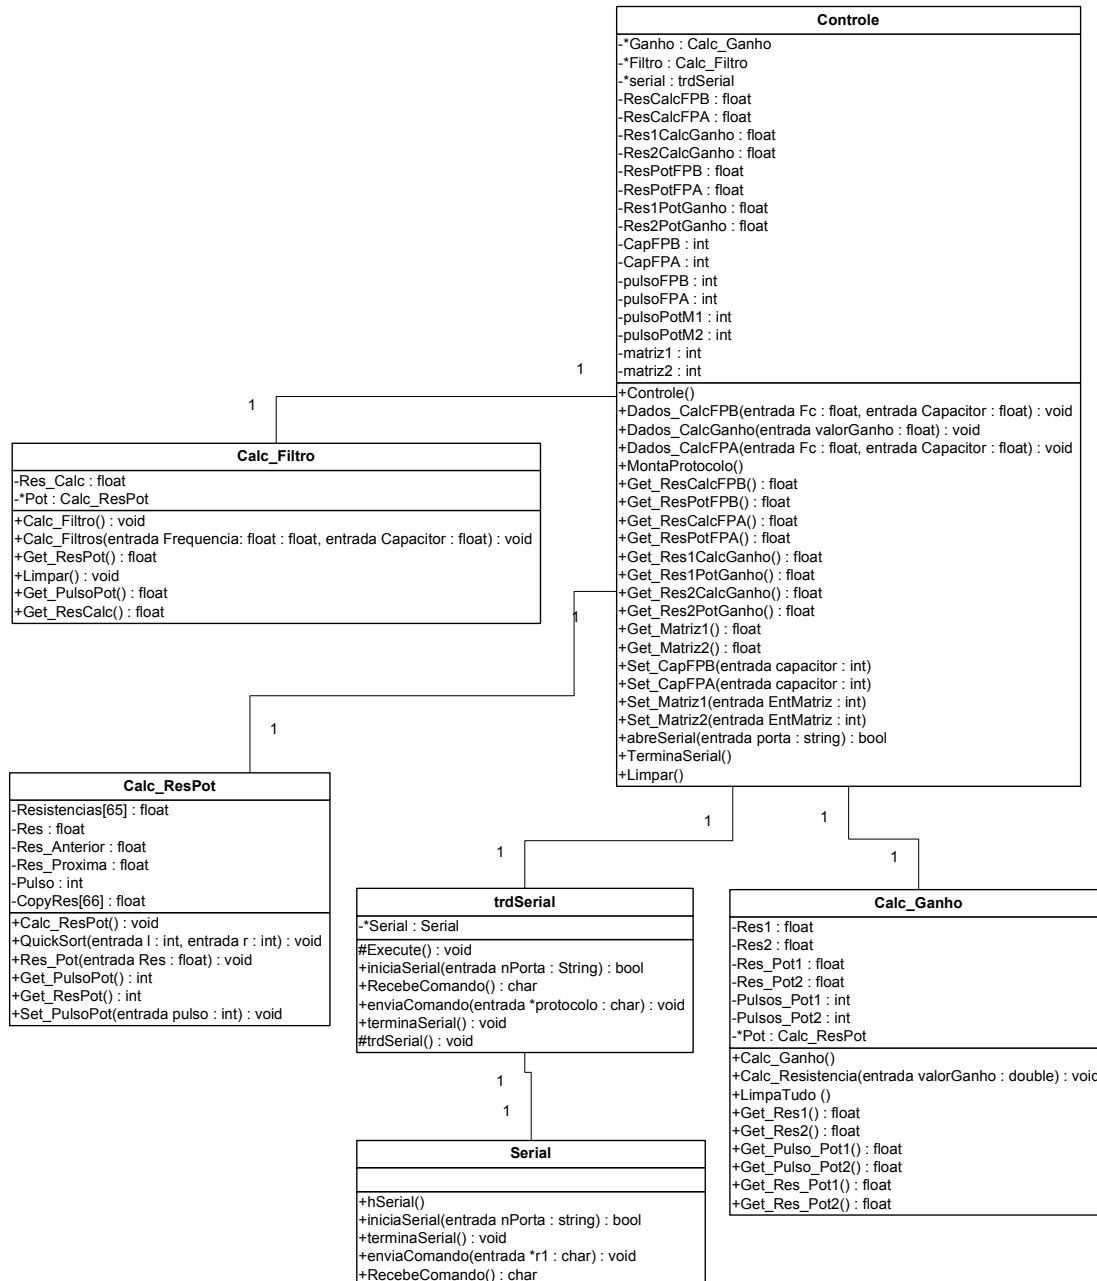 Controle
-*Ganho : Calc_Ganho
-*Filtro : Calc_Filtro
-*serial : trdSerial
-ResCalcFPB : float
-ResCalcFPA : float
-Res1CalcGanho : float
-Res2CalcGanho : float
-ResPotFPB : float
-ResPotFPA : float
-Res1PotGanho : float
-Res2PotGanho : float
-CapFPB : int
-CapFPA : int
-pulsoFPB : int
-pulsoFPA : int
-pulsoPotM1 : int
-pulsoPotM2 : int
-matriz1 : int
-matriz2 : int
+Controle()
+Dados_CalcFPB(entrada Fc : float, entrada Capacitor : float) : void
+Dados_CalcGanho(entrada valorGanho : float) : void
+Dados_CalcFPA(entrada Fc : float, entrada Capacitor : float) : void
+MontaProtocolo()
+Get_ResCalcFPB() : float
+Get_ResPotFPB() : float
+Get_ResCalcFPA() : float
+Get_ResPotFPA() : float
+Get_Res1CalcGanho() : float
+Get_Res1PotGanho() : float
+Get_Res2CalcGanho() : float
+Get_Res2PotGanho() : float
+Get_Matriz1() : float
+Get_Matriz2() : float
+Set_CapFPB(entrada capacitor : int)
+Set_CapFPA(entrada capacitor : int)
+Set_Matriz1(entrada EntMatriz : int)
+Set_Matriz2(entrada EntMatriz : int)
+abreSerial(entrada porta : string) : bool
+TerminaSerial()
+Limpar()
1
1
Calc_Filtro
-Res_Calc : float
-*Pot : Calc_ResPot
+Calc_Filtro() : void
+Calc_Filtros(entrada Frequencia: float : float, entrada Capacitor : float) : void
+Get_ResPot() : float
+Limpar() : void
+Get_PulsoPot() : float
+Get_ResCalc() : float
1
1
Calc_ResPot
-Resistencias[65] : float
-Res : float
-Res_Anterior : float
-Res_Proxima : float
-Pulso : int
-CopyRes[66] : float
+Calc_ResPot() : void
+QuickSort(entrada l : int, entrada r : int) : void
+Res_Pot(entrada Res : float) : void
+Get_PulsoPot() : int
+Get_ResPot() : int
+Set_PulsoPot(entrada pulso : int) : void
1
1
trdSerial
-*Serial : Serial
#Execute() : void
+iniciaSerial(entrada nPorta : String) : bool
+RecebeComando() : char
+enviaComando(entrada *protocolo : char) : void
+terminaSerial() : void
#trdSerial() : void
1
1
Calc_Ganho
-Res1 : float
-Res2 : float
-Res_Pot1 : float
-Res_Pot2 : float
-Pulsos_Pot1 : int
-Pulsos_Pot2 : int
-*Pot : Calc_ResPot
+Calc_Ganho()
+Calc_Resistencia(entrada valorGanho : double) : void
+LimpaTudo ()
+Get_Res1() : float
+Get_Res2() : float
+Get_Pulso_Pot1() : float
+Get_Pulso_Pot2() : float
+Get_Res_Pot1() : float
+Get_Res_Pot2() : float
1
1
Serial
+hSerial()
+iniciaSerial(entrada nPorta : string) : bool
+terminaSerial() : void
+enviaComando(entrada *r1 : char) : void
+RecebeComando() : char